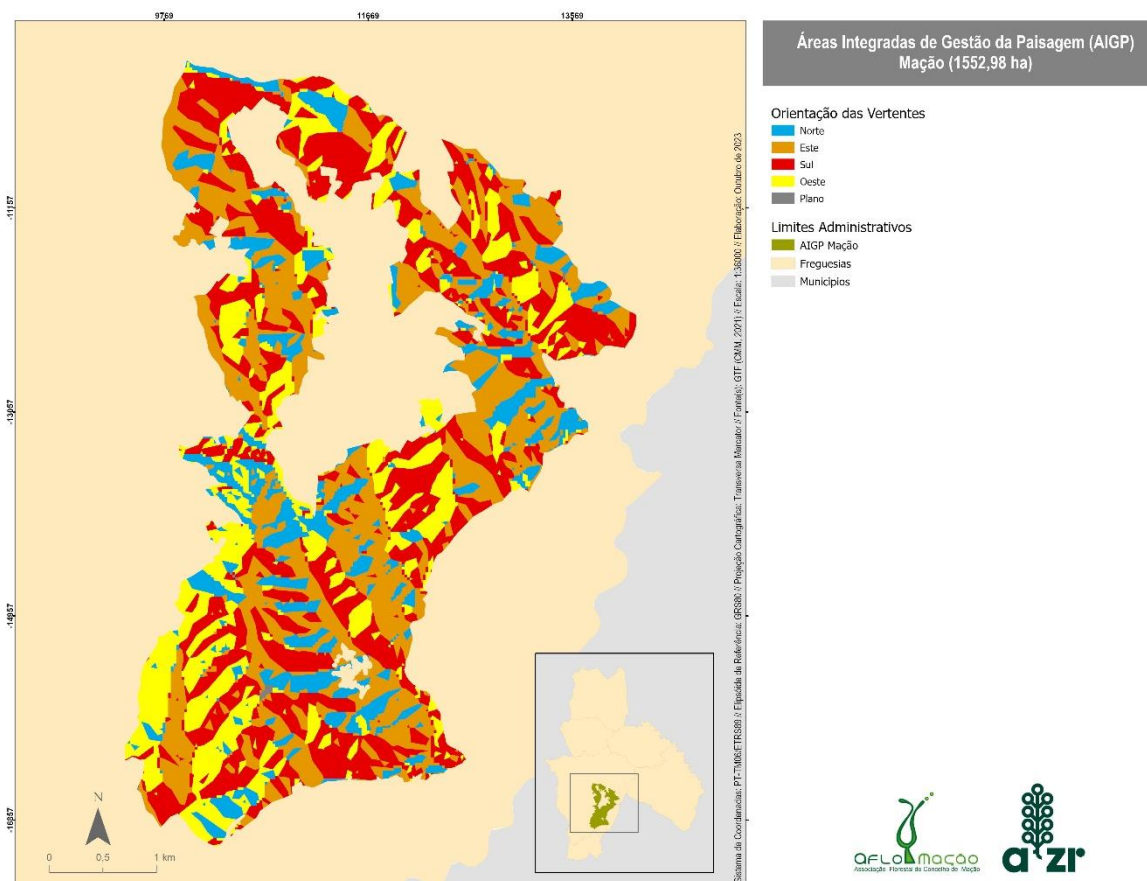 9769
11669
13569
-11157
-13057
-14957
-16857
Áreas Integradas de Gestão da Paisagem (AIGP)
Mação (1552,98 ha)
Orientação das Vertentes
Norte
Este
Sul
Oeste
Plano
Limites Administrativos
AIGP Mação
Freguesias
Municípios
Sistema de Coordenadas: PT-TM06/ETRS89 // Elipsóide de Referência: GRS80 // Projeção Cartográfica: Transversa Mercator // Fonte(s): GTF (CMM, 2021) // Escala: 1:36000 // Elaboração: Outubro de 2023
N
0 0,5 1 km
aflomação
Associação Florestal do Concelho de Mação
aizr